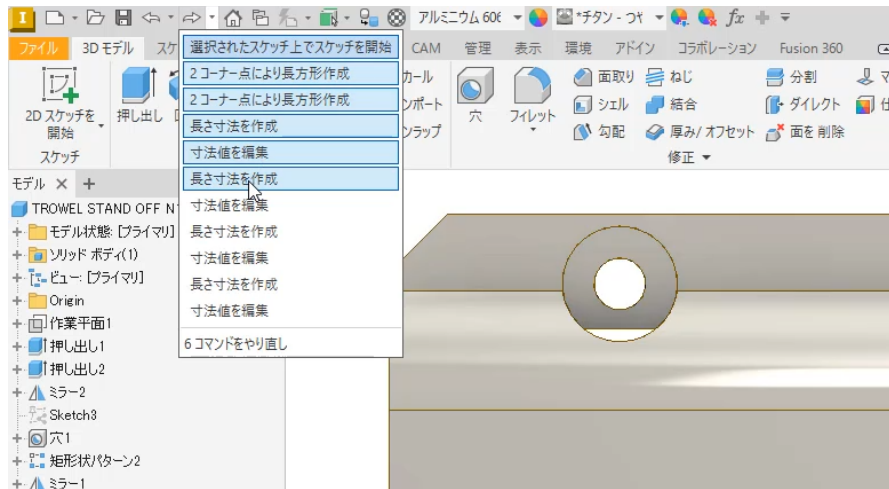 I アルミニウム 606 *チタン - つや fx
ファイル 3D モデル スケ CAM 管理 表示 環境 アドイン コラボレーション Fusion 360
選択されたスケッチ上でスケッチを開始
2 コーナー点により長方形作成
2 コーナー点により長方形作成
長さ寸法を作成
寸法値を編集
長さ寸法を作成
寸法値を編集
長さ寸法を作成
寸法値を編集
長さ寸法を作成
寸法値を編集
6 コマンドをやり直し
2D スケッチを
開始
押し出し
スケッチ
カール
ンポート
ラップ
穴
フィレット
面取り
ねじ
分割
シェル
結合
ダイレクト
勾配
厚み/ オフセット
面を削除
修正
モデル
TROWEL STAND OFF N
モデル状態: [プライマリ]
ソリッド ボディ(1)
ビュー: [プライマリ]
Origin
作業平面1
押し出し1
押し出し2
ミラー2
Sketch3
穴1
矩形状パターン2
ミラー1